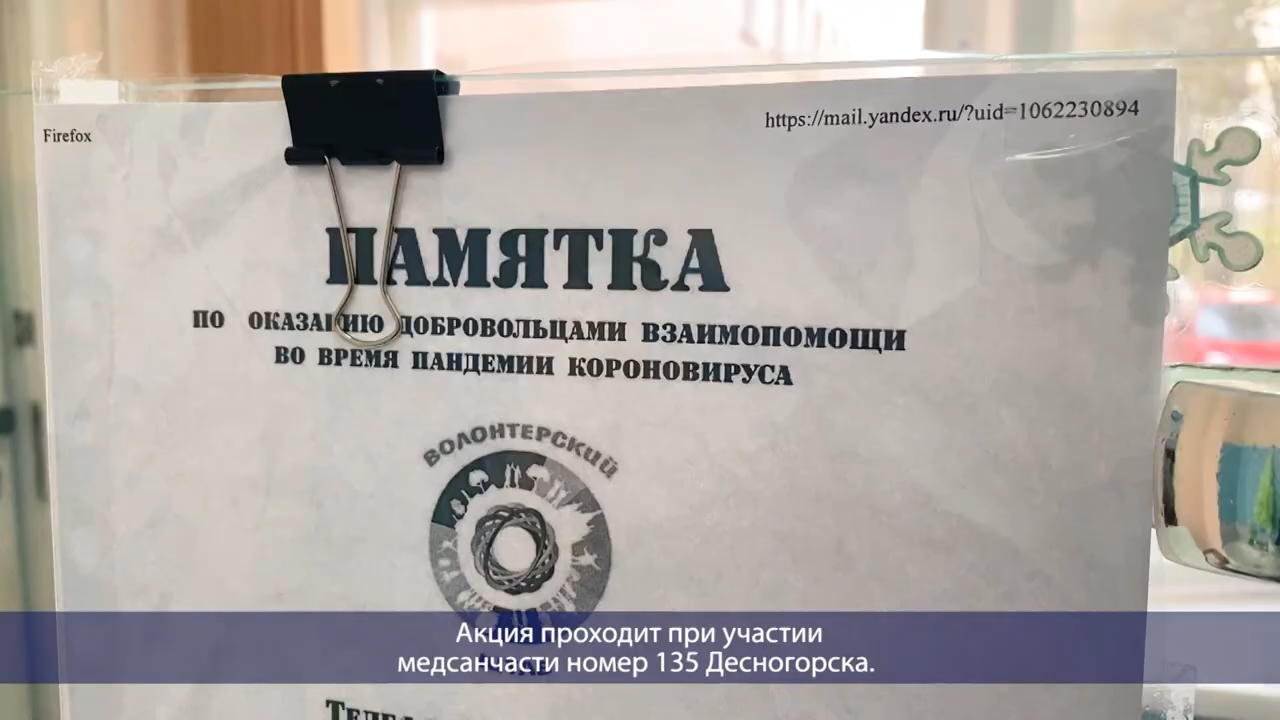 Firefox
https://mail.yandex.ru/?uid=1062230894
ПАМЯТКА
ПО ОКАЗАНИЮ ДОБРОВОЛЬЦАМИ ВЗАИМОПОМОЩИ
ВО ВРЕМЯ ПАНДЕМИИ КОРОНОВИРУСА
ВОЛОНТЕРСКИЙ
Акция проходит при участии
медсанчасти номер 135 Десногорска.